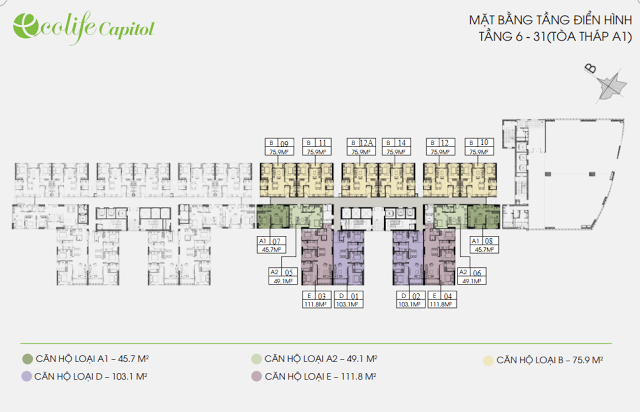 ecolife Capitol
MẶT BẰNG TẦNG ĐIỂN HÌNH
TẦNG 6 - 31(TÒA THÁP A1)
B
B 09
75.9M²
B 11
75.9M²
B 12A
75.9M²
B 14
75.9M²
B 12
75.9M²
B 10
75.9M²
A1 07
45.7M²
A1 08
45.7M²
A2 05
49.1M²
A2 06
49.1M²
E 03
111.8M²
D 01
103.1M²
D 02
103.1M²
E 04
111.8M²
CĂN HỘ LOẠI A1 – 45.7 M²
CĂN HỘ LOẠI A2 – 49.1 M²
CĂN HỘ LOẠI B – 75.9 M²
CĂN HỘ LOẠI D – 103.1 M²
CĂN HỘ LOẠI E – 111.8 M²